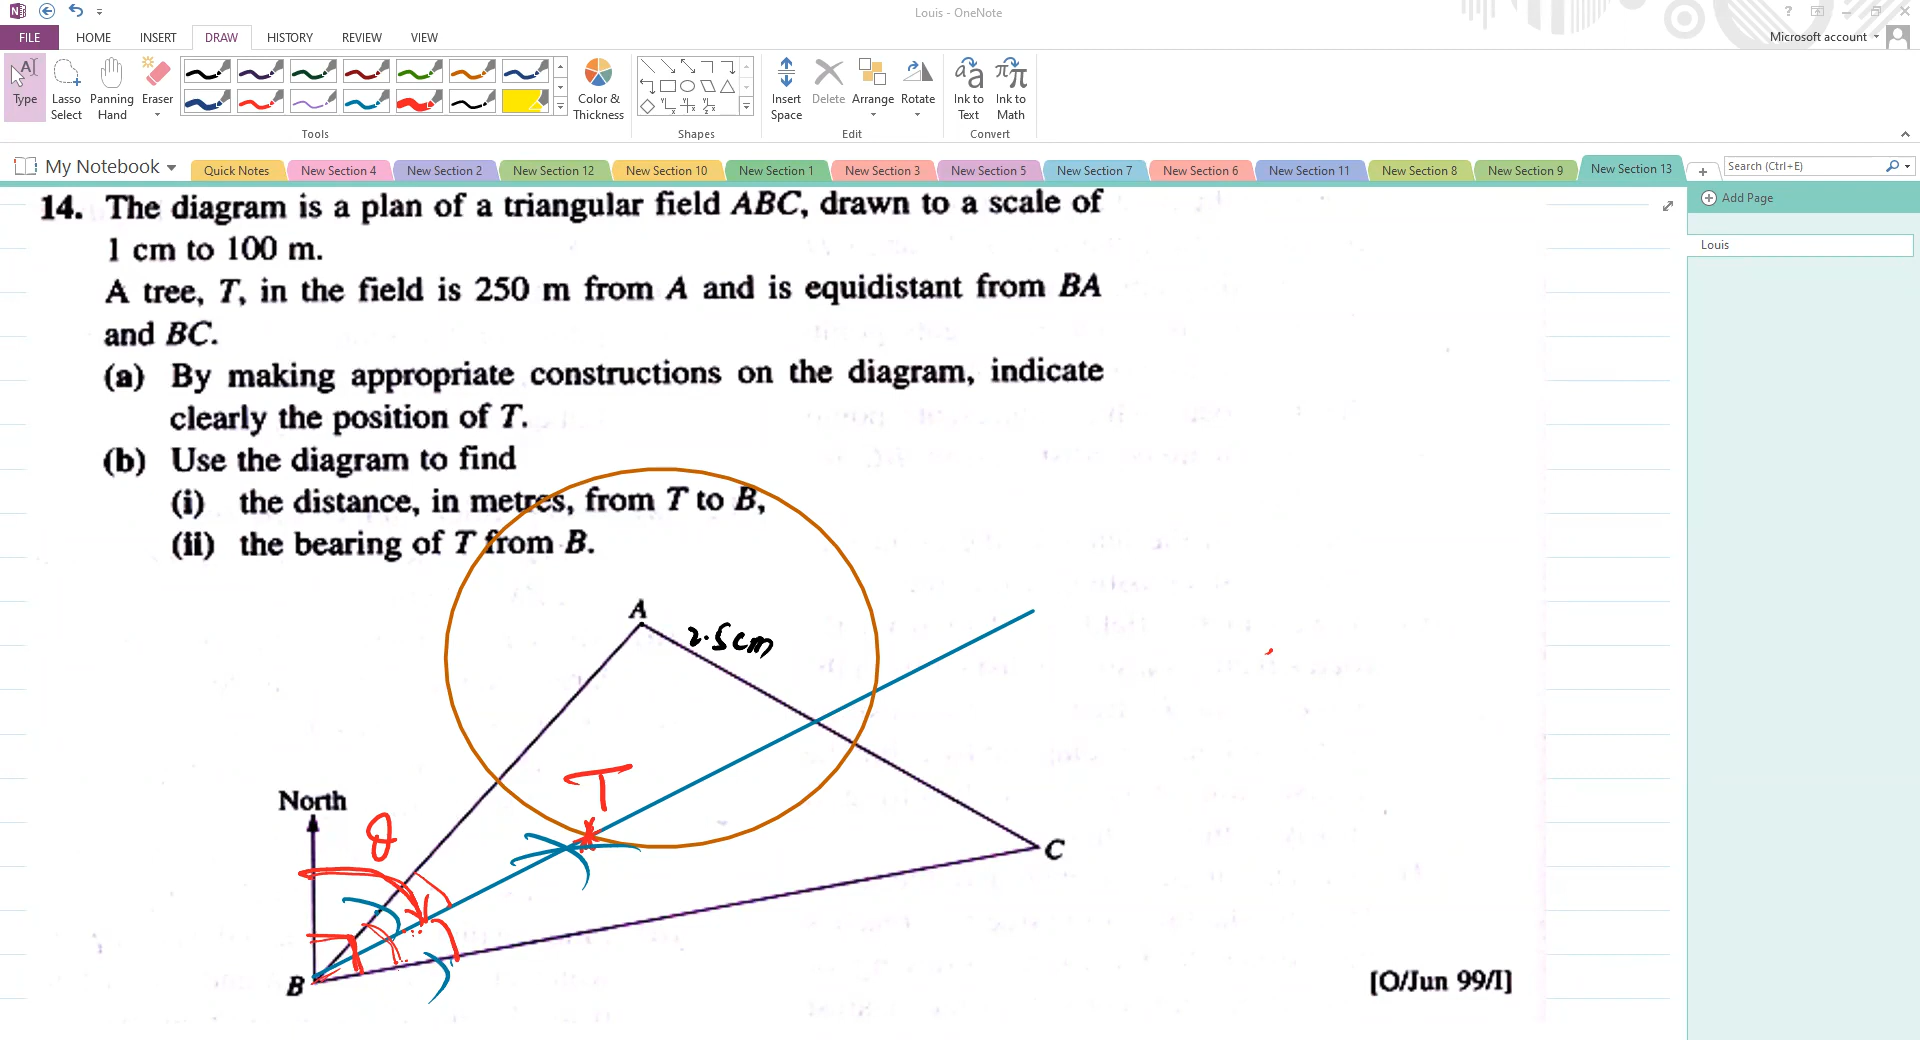 Louis - OneNote
?
FILE HOME INSERT DRAW HISTORY REVIEW VIEW
Microsoft account
Type
Lasso Select
Panning Hand
Eraser
Color & Thickness
Insert Space
Delete
Arrange
Rotate
Ink to Text
Ink to Math
Tools Shapes Edit Convert
My Notebook Quick Notes New Section 4 New Section 2 New Section 12 New Section 10 New Section 1 New Section 3 New Section 5 New Section 7 New Section 6 New Section 11 New Section 8 New Section 9 New Section 13 + Search (Ctrl+E)
Add Page
Louis
14. The diagram is a plan of a triangular field ABC, drawn to a scale of
1 cm to 100 m.
A tree, T, in the field is 250 m from A and is equidistant from BA
and BC.
(a) By making appropriate constructions on the diagram, indicate
clearly the position of T.
(b) Use the diagram to find
(i) the distance, in metres, from T to B,
(ii) the bearing of T from B.
A
2.5cm
T
North
θ
C
B
[O/Jun 99/I]